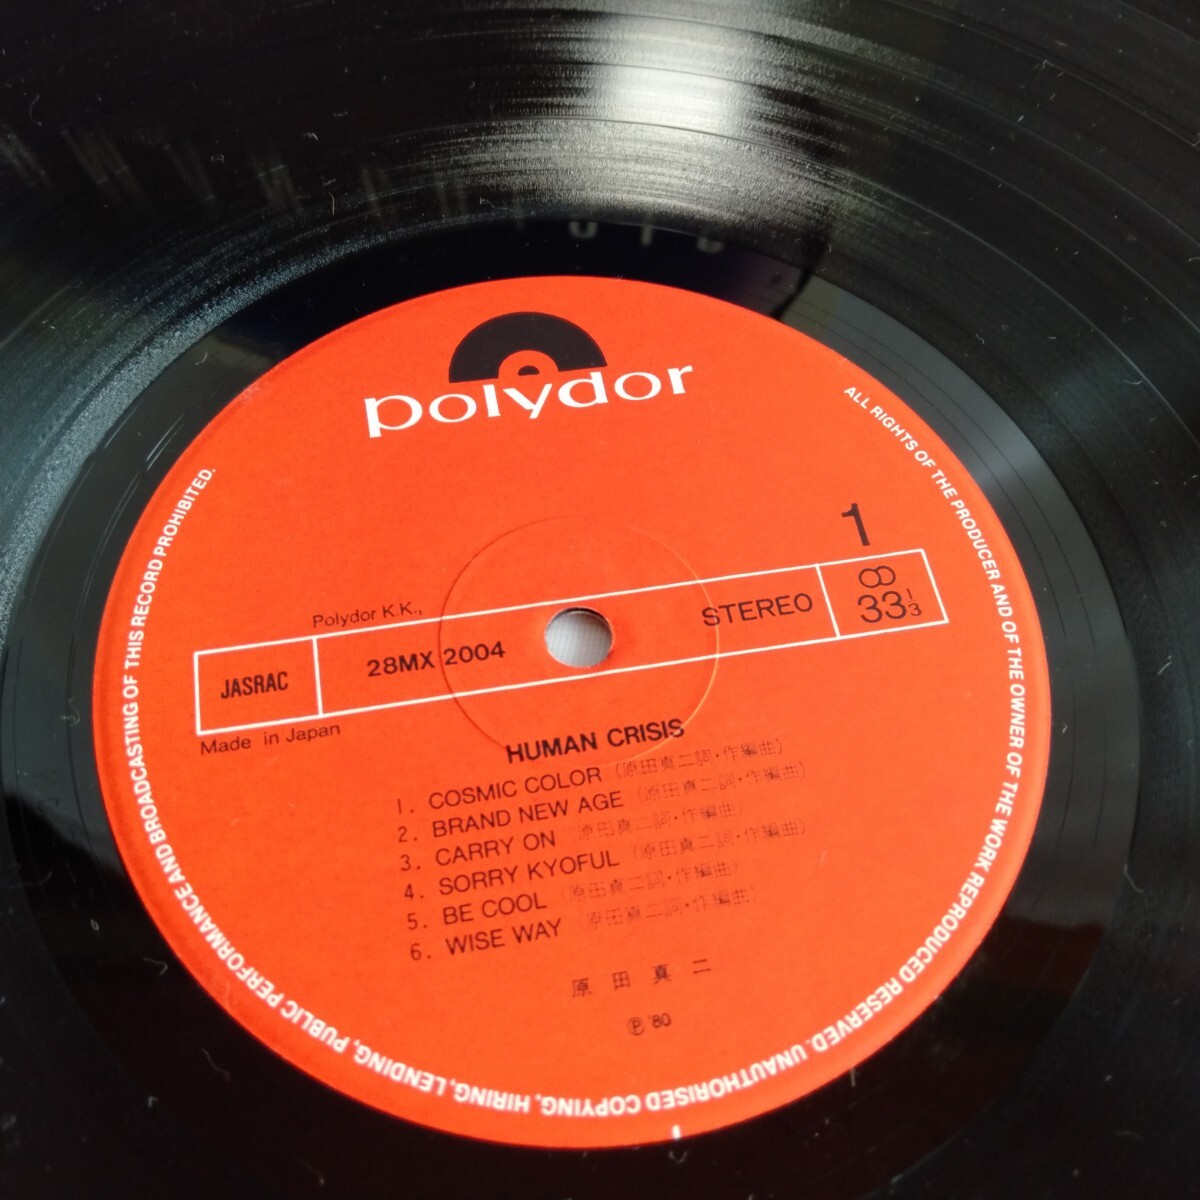 polydor
1
Polydor K.K.,
JASRAC
28MX 2004
STEREO
33 1/3
Made in Japan
HUMAN CRISIS
1. COSMIC COLOR (原田真二詞・作編曲)
2. BRAND NEW AGE (原田真二詞・作編曲)
3. CARRY ON (原田真二詞・作編曲)
4. SORRY KYOFUL (原田真二詞・作編曲)
5. BE COOL (原田真二詞・作編曲)
6. WISE WAY (原田真二詞・作編曲)
原田真二
Ⓟ '80
ALL RIGHTS OF THE PRODUCER AND OF THE OWNER OF THE WORK REPRODUCED RESERVED. UNAUTHORISED COPYING, HIRING, LENDING, PUBLIC PERFORMANCE AND BROADCASTING OF THIS RECORD PROHIBITED.